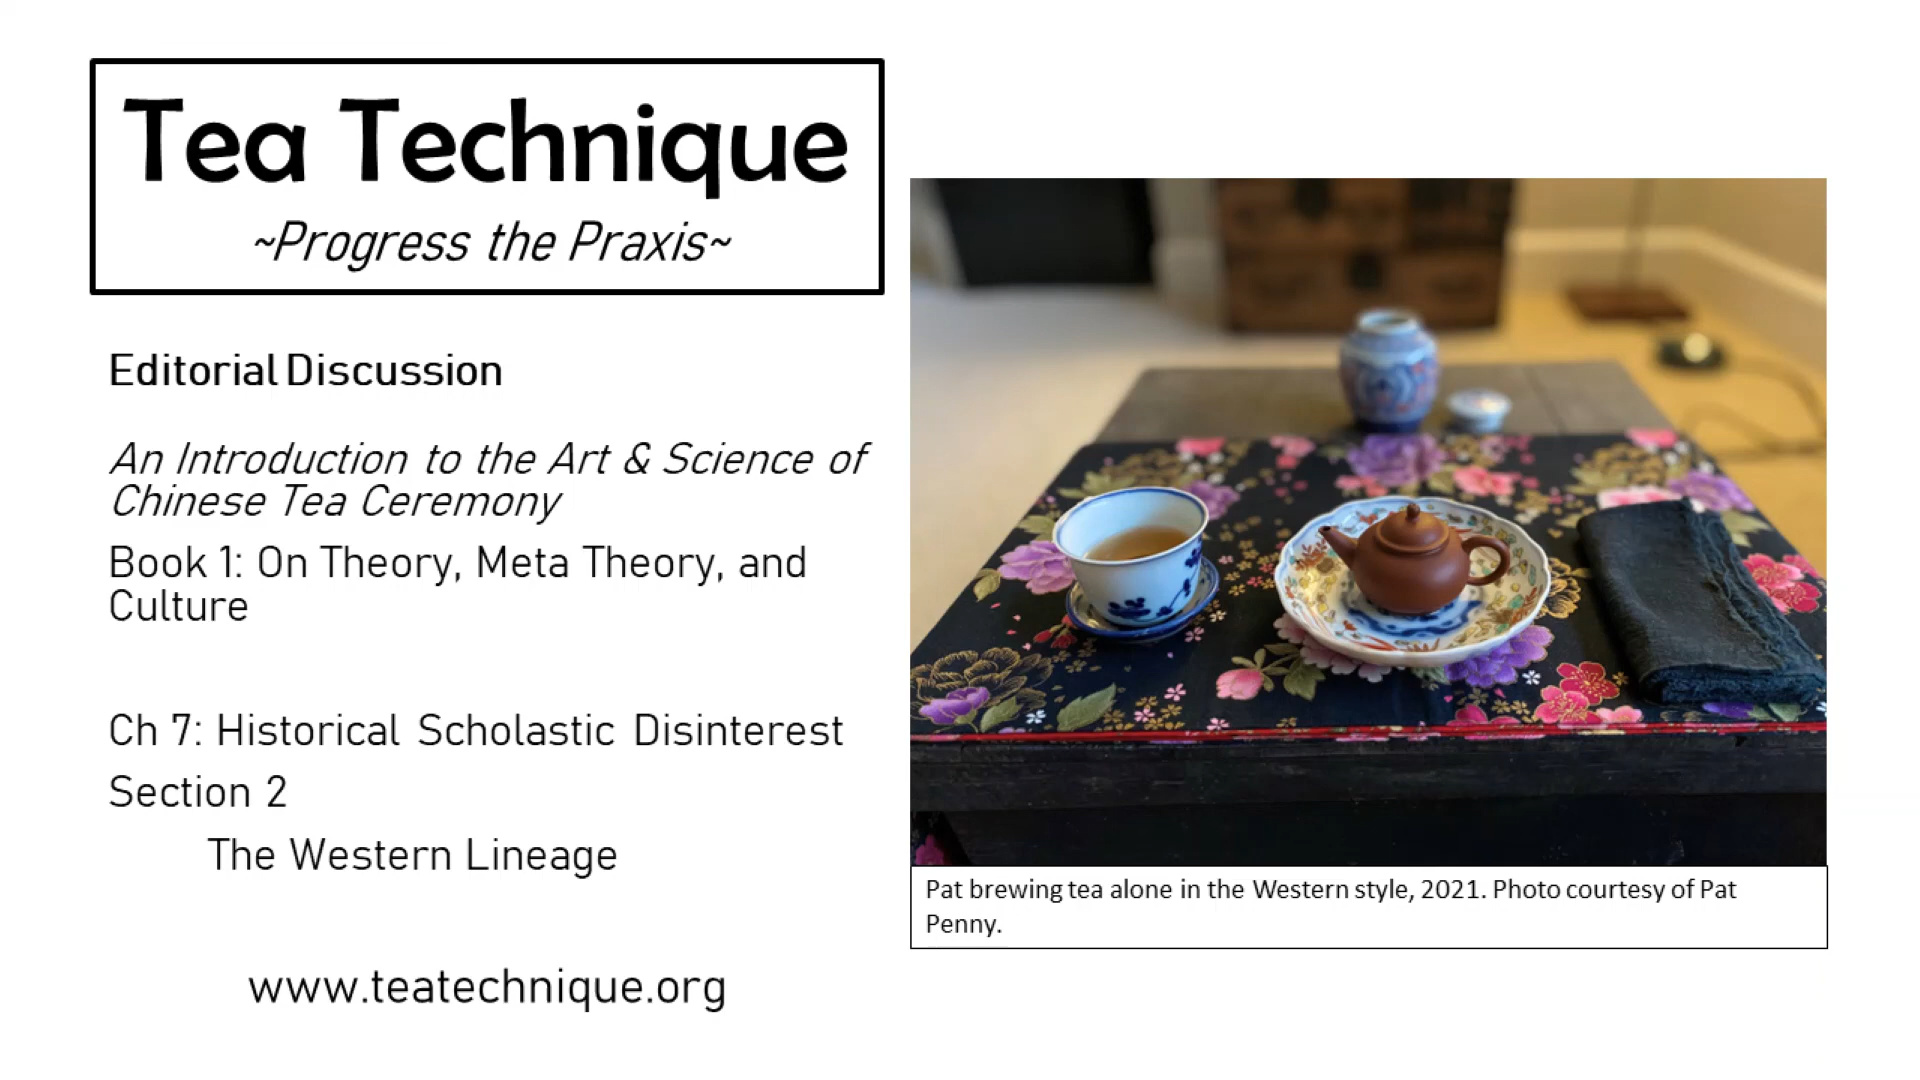 Tea Technique
~Progress the Praxis~
Editorial Discussion
An Introduction to the Art & Science of
Chinese Tea Ceremony
Book 1: On Theory, Meta Theory, and
Culture
Ch 7: Historical Scholastic Disinterest
Section 2
The Western Lineage
www.teatechnique.org
Pat brewing tea alone in the Western style, 2021. Photo courtesy of Pat
Penny.